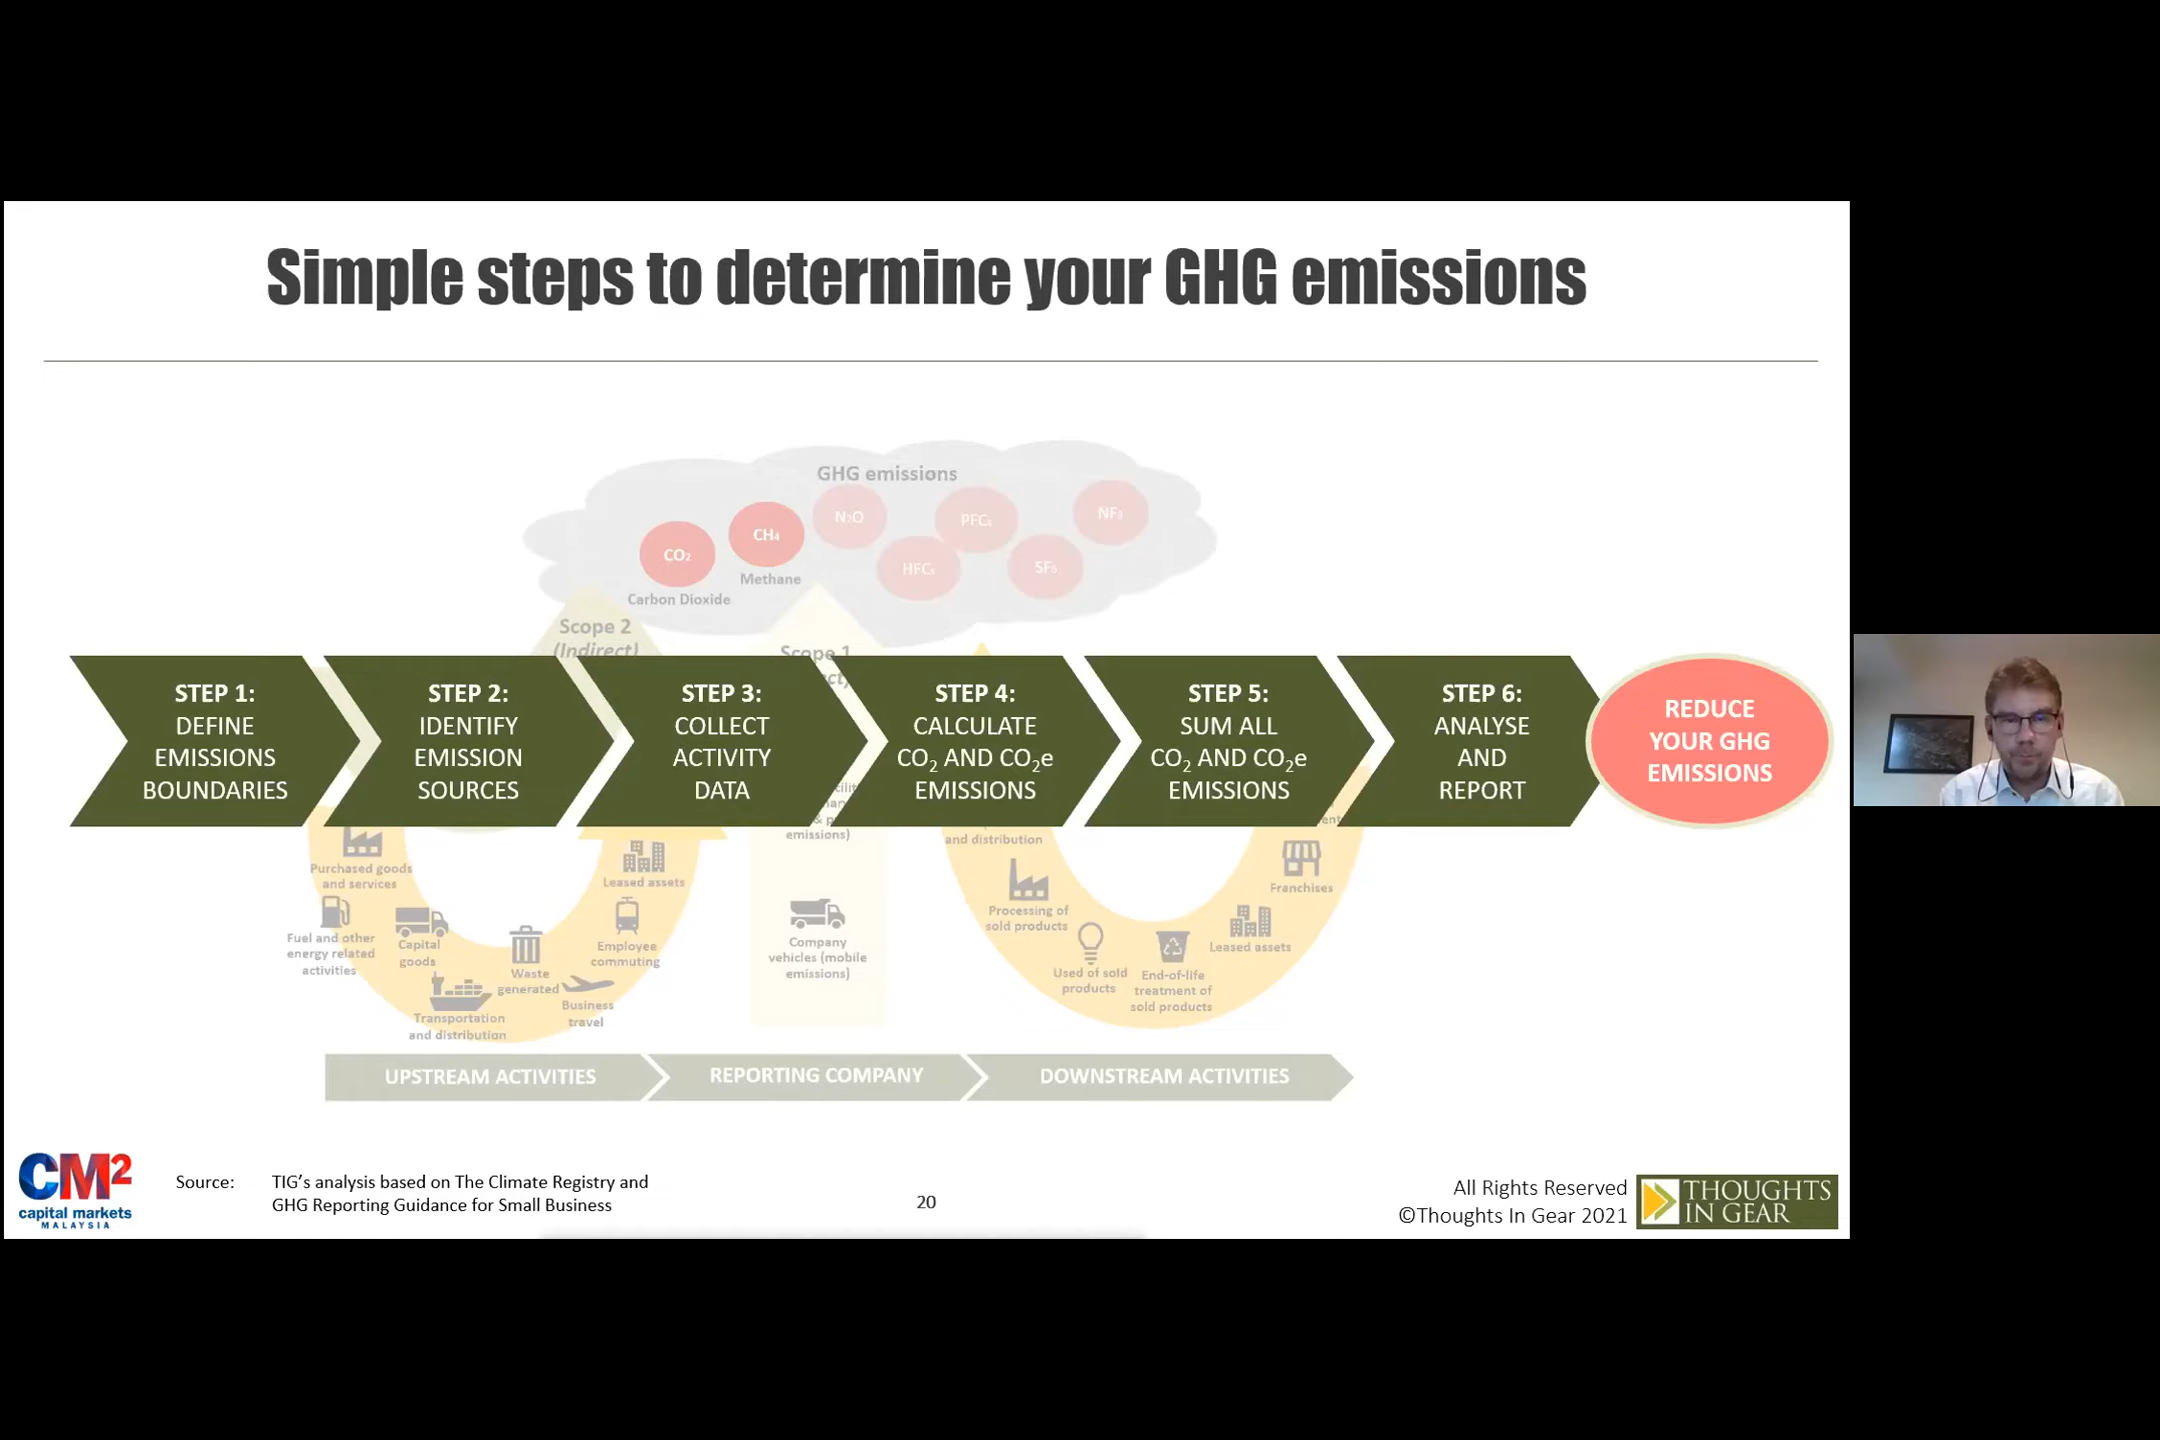 Simple steps to determine your GHG emissions
GHG emissions
CO₂
CH₄
N₂O
HFCs
PFCs
SF₆
NF₃
Carbon Dioxide
Methane
Scope 2
(Indirect)
Scope 1
STEP 1:
DEFINE
EMISSIONS
BOUNDARIES
STEP 2:
IDENTIFY
EMISSION
SOURCES
STEP 3:
COLLECT
ACTIVITY
DATA
STEP 4:
CALCULATE
CO₂ AND CO₂e
EMISSIONS
STEP 5:
SUM ALL
CO₂ AND CO₂e
EMISSIONS
STEP 6:
ANALYSE
AND
REPORT
REDUCE
YOUR GHG
EMISSIONS
Purchased goods
and services
Fuel and other
energy related
activities
Capital
goods
Transportation
and distribution
Waste
generated
Business
travel
Employee
commuting
Leased assets
emissions)
Company
vehicles (mobile
emissions)
and distribution
Processing of
sold products
Used of sold
products
End-of-life
treatment of
sold products
Leased assets
Franchises
UPSTREAM ACTIVITIES
REPORTING COMPANY
DOWNSTREAM ACTIVITIES
CM2
capital markets
MALAYSIA
Source: TIG's analysis based on The Climate Registry and
GHG Reporting Guidance for Small Business
20
All Rights Reserved
©Thoughts In Gear 2021
THOUGHTS
IN GEAR